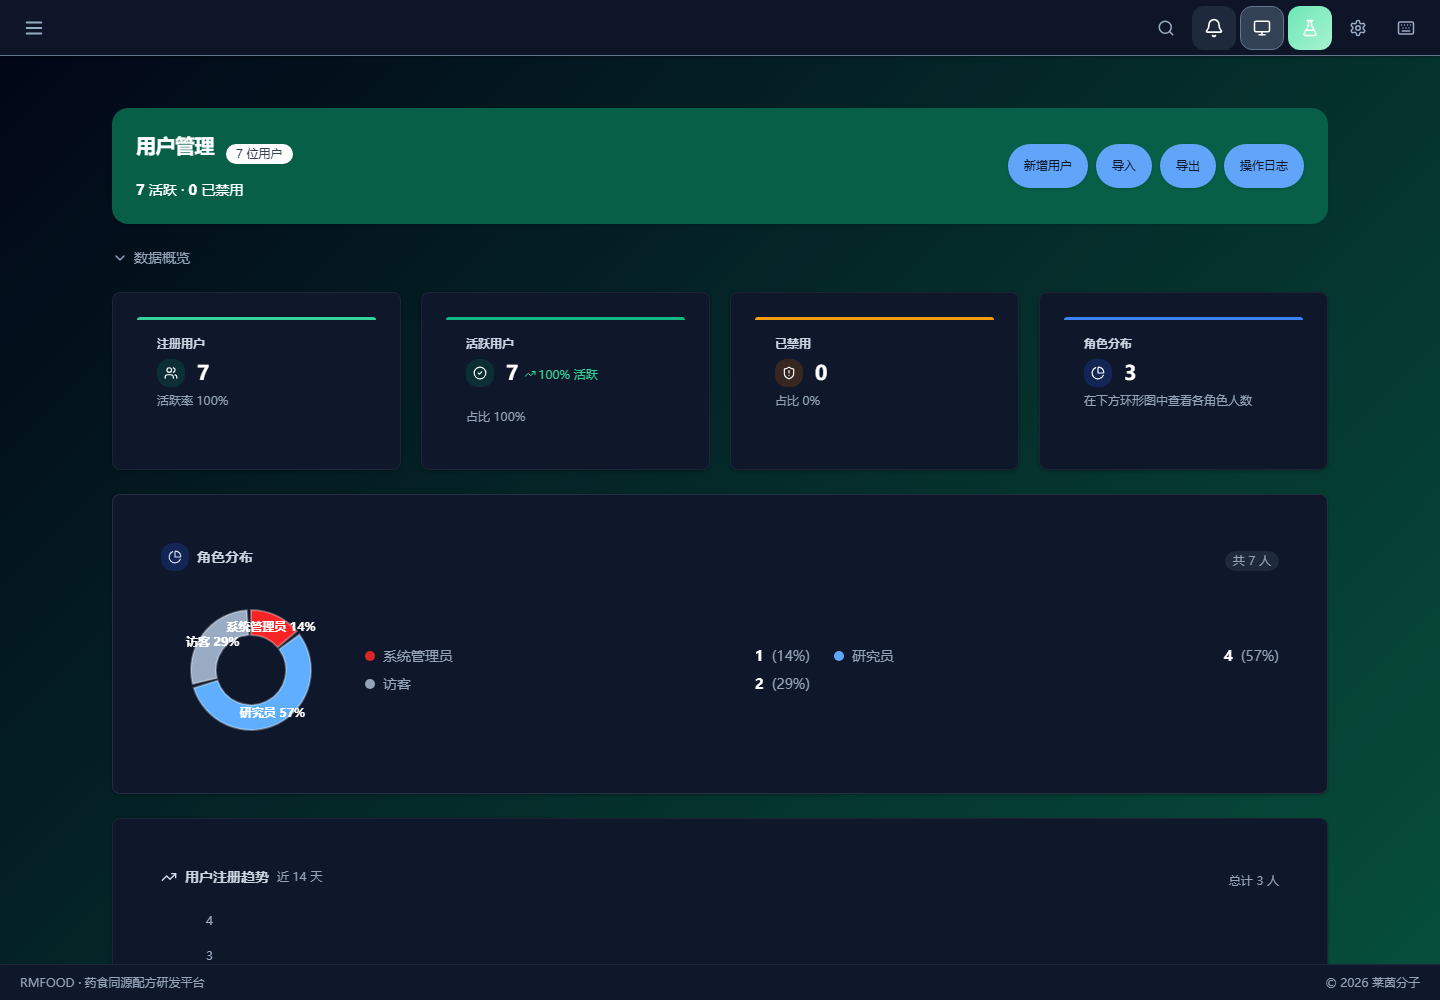 用户管理 7 位用户
7 活跃 · 0 已禁用
新增用户 导入 导出 操作日志
数据概览
注册用户
7
活跃率 100%
活跃用户
7 100% 活跃
占比 100%
已禁用
0
占比 0%
角色分布
3
在下方环形图中查看各角色人数
角色分布
共 7 人
系统管理员 14%
访客 29%
研究员 57%
系统管理员 1 (14%)
研究员 4 (57%)
访客 2 (29%)
用户注册趋势 近 14 天
总计 3 人
4
3
RMFOOD · 药食同源配方研发平台
© 2026 莱茵分子